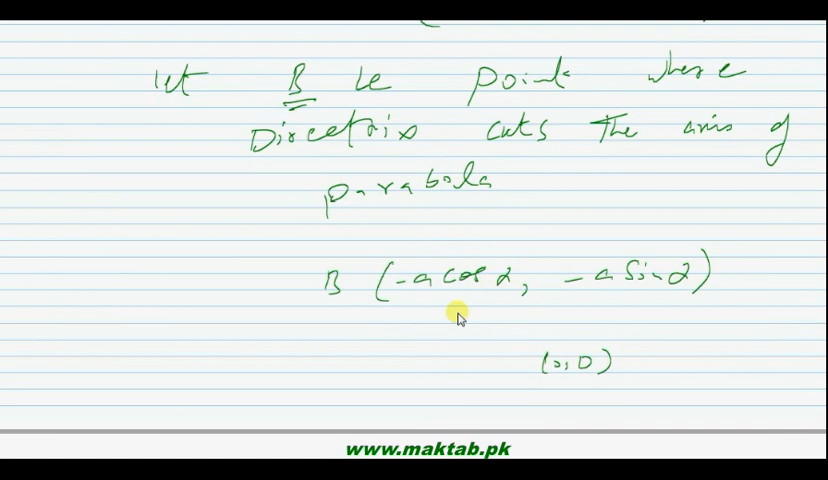 let B be point where
Directrix cuts the axis of
parabola
B (-a cos α, -a Sin α)
(0,0)
www.maktab.pk